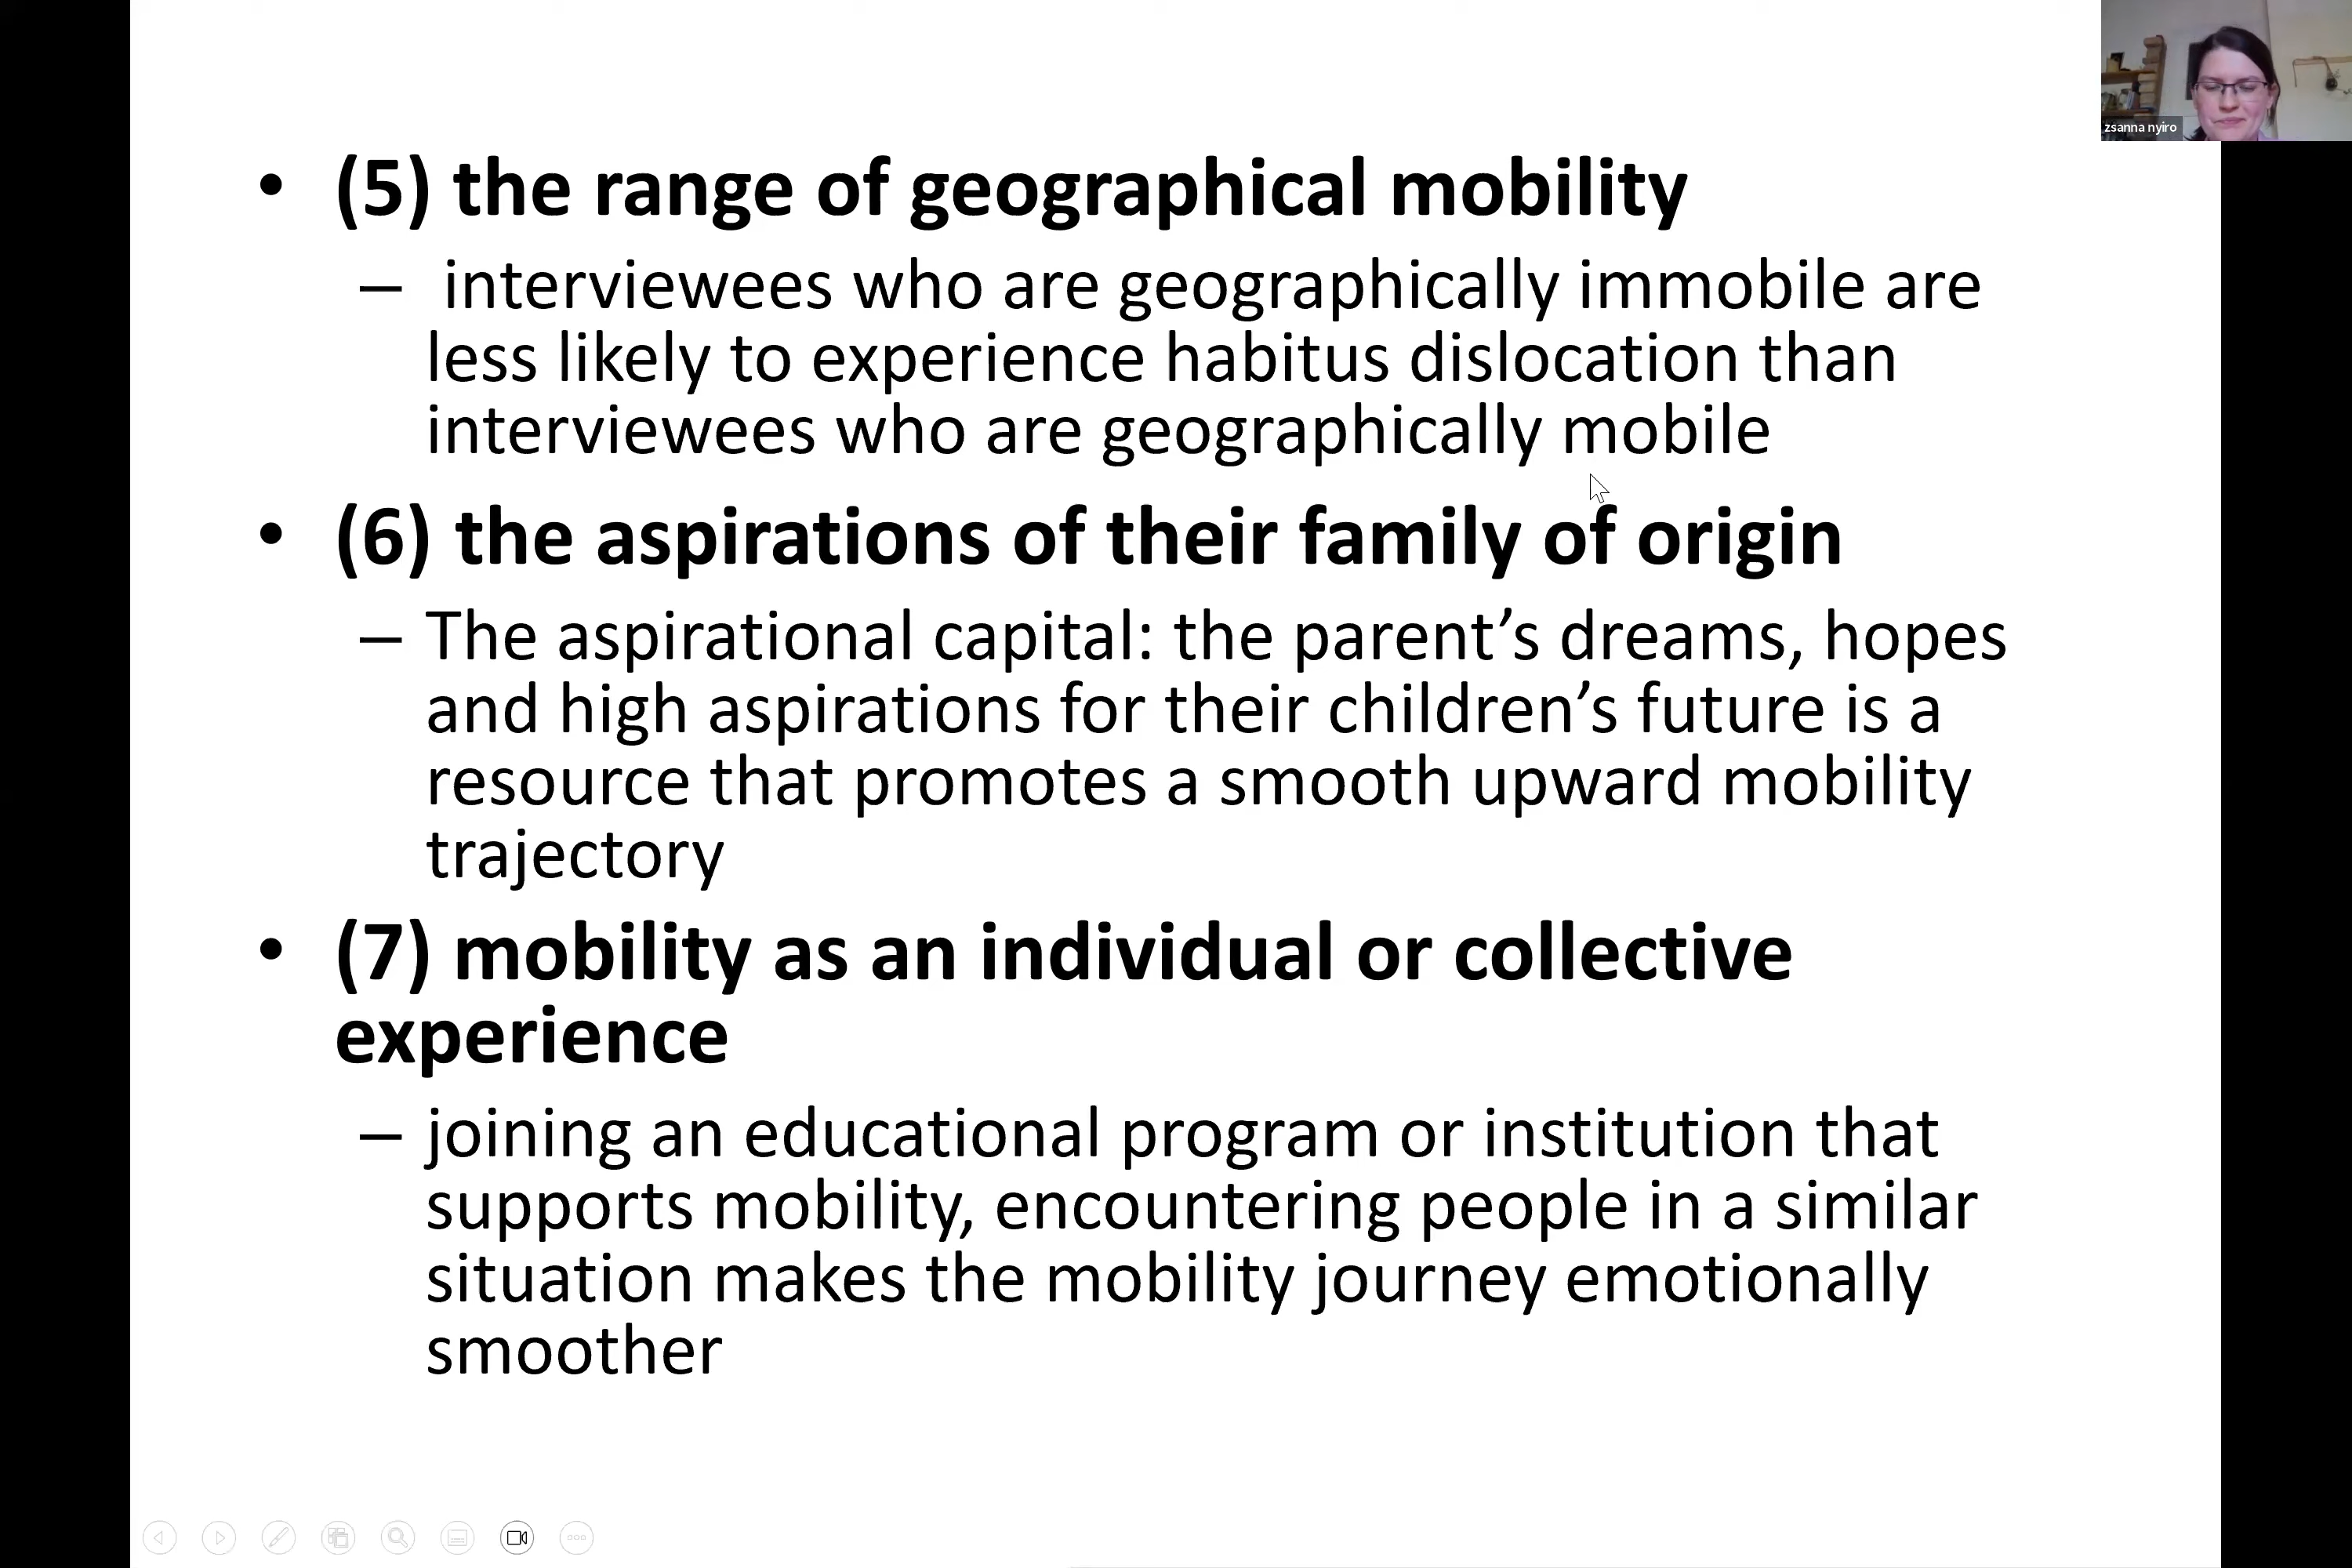 • (5) the range of geographical mobility
– interviewees who are geographically immobile are
less likely to experience habitus dislocation than
interviewees who are geographically mobile
• (6) the aspirations of their family of origin
– The aspirational capital: the parent’s dreams, hopes
and high aspirations for their children’s future is a
resource that promotes a smooth upward mobility
trajectory
• (7) mobility as an individual or collective
experience
– joining an educational program or institution that
supports mobility, encountering people in a similar
situation makes the mobility journey emotionally
smoother
zsanna nyiro